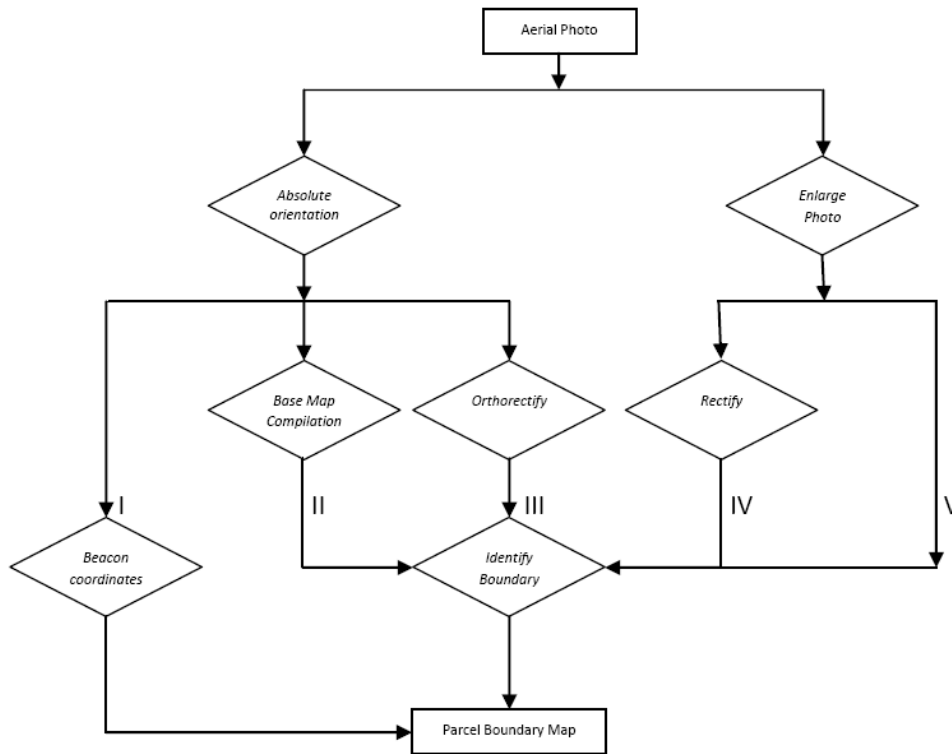 Aerial Photo
Absolute
orientation
Enlarge
Photo
Base Map
Compilation
Orthorectify
Rectify
I
II
III
IV
V
Beacon
coordinates
Identify
Boundary
Parcel Boundary Map